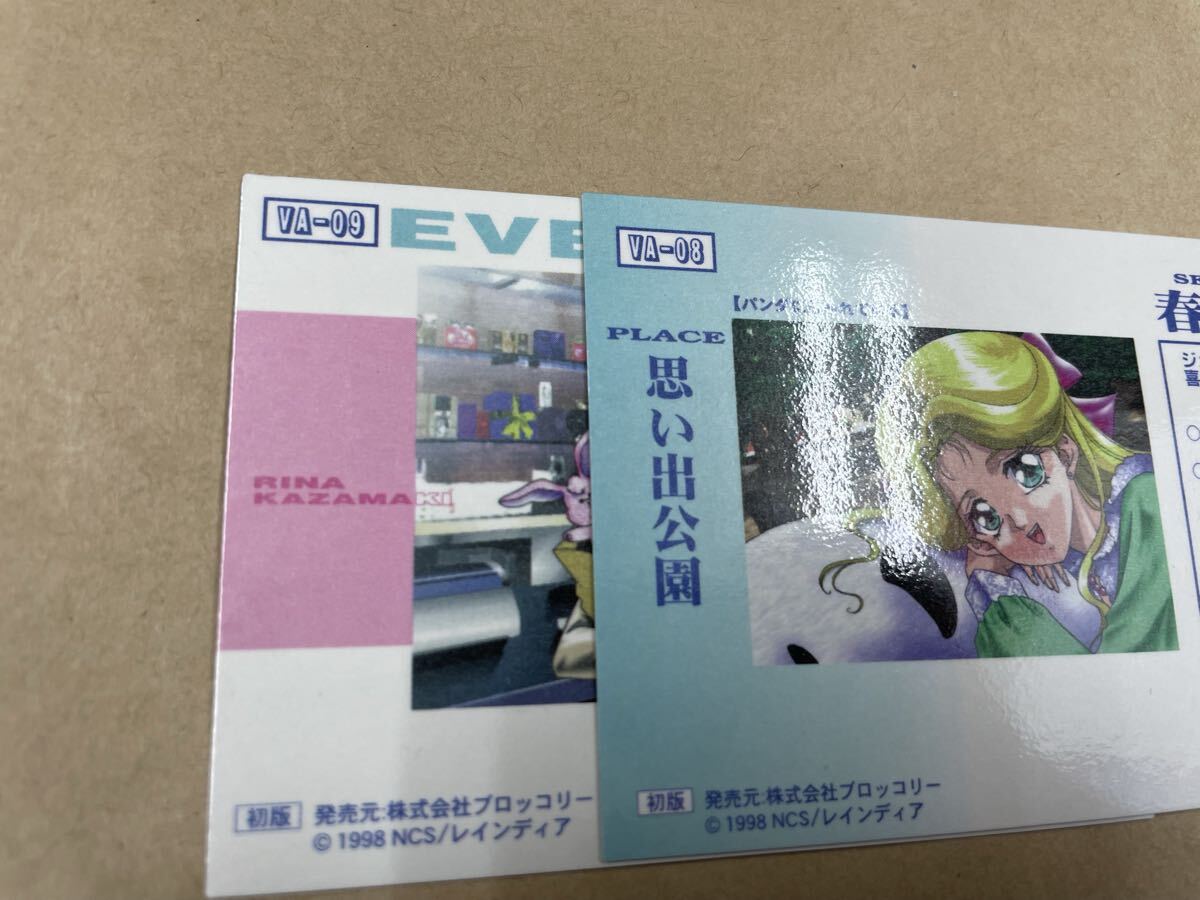 VA-09
EVE
RINA
KAZAMA
初版
発売元:株式会社ブロッコリー
©1998 NCS/レインディア
VA-08
PLACE
思い出公園
春
ジ
喜
初版
発売元:株式会社ブロッコリー
©1998 NCS/レインディア